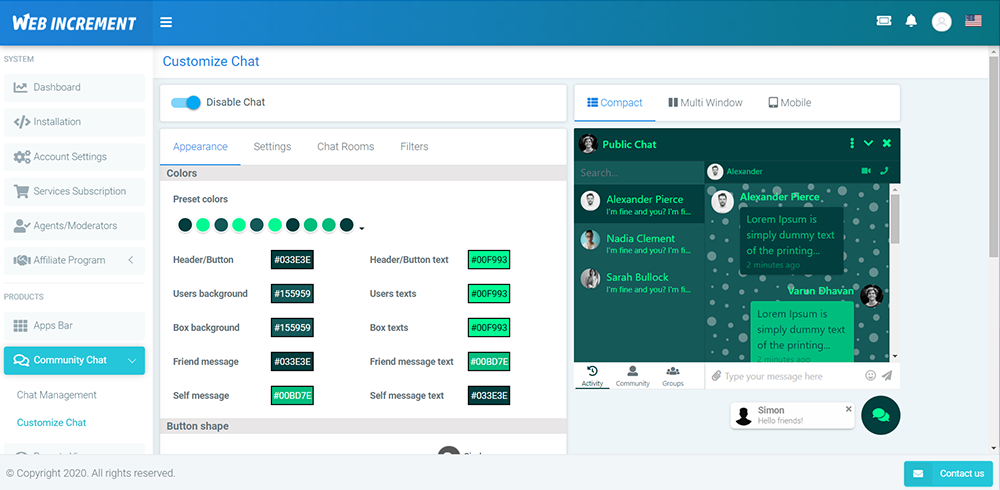 WEB INCREMENT
SYSTEM
Dashboard
Installation
Account Settings
Services Subscription
Agents/Moderators
Affiliate Program
PRODUCTS
Apps Bar
Community Chat
Chat Management
Customize Chat
Customize Chat
Disable Chat
Appearance Settings Chat Rooms Filters
Colors
Preset colors
Header/Button #033E3E Header/Button text #00F993
Users background #155959 Users texts #00F993
Box background #155959 Box texts #00F993
Friend message #033E3E Friend message text #00BD7E
Self message #00BD7E Self message text #033E3E
Button shape
Compact Multi Window Mobile
Public Chat
Search...
Alexander
Alexander Pierce
I'm fine and you? I'm fi...
Nadia Clement
I'm fine and you? I'm fi...
Sarah Bullock
I'm fine and you? I'm fi...
Alexander Pierce
Lorem Ipsum is
simply dummy text
of the printing...
2 minutes ago
Varun Dhavan
Lorem Ipsum is
simply dummy text
of the printing...
2 minutes ago
Activity Community Groups
Type your message here
Simon
Hello friends!
© Copyright 2020. All rights reserved.
Contact us